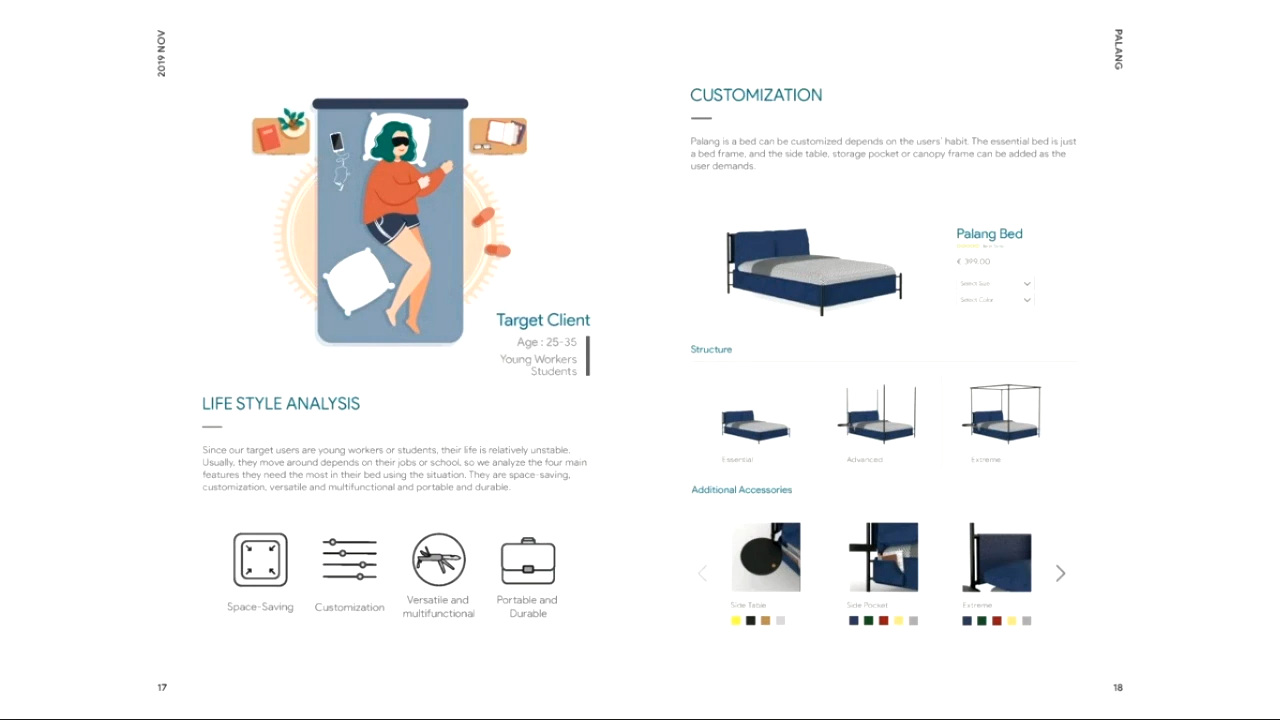 2019 NOV
Target Client
Age : 25-35
Young Workers
Students
LIFE STYLE ANALYSIS
Since our target users are young workers or students, their life is relatively unstable.
Usually, they move around depends on their jobs or school, so we analyze the four main
features they need the most in their bed using the situation. They are space-saving,
customization, versatile and multifunctional and portable and durable.
Space-Saving
Customization
Versatile and
multifunctional
Portable and
Durable
17
PALANG
CUSTOMIZATION
Palang is a bed can be customized depends on the users' habit. The essential bed is just
a bed frame, and the side table, storage pocket or canopy frame can be added as the
user demands.
Palang Bed
€ 399.00
Select Size
Select Color
Structure
Essential
Advanced
Extreme
Additional Accessories
Side Table
Side Pocket
Extreme
18